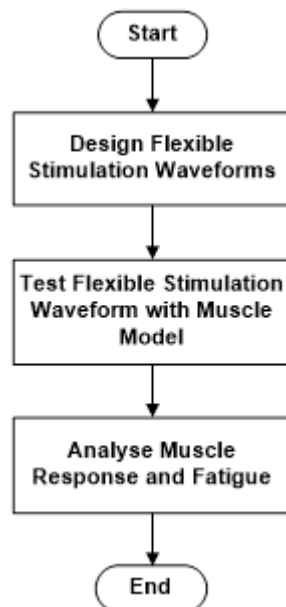 Start
Design Flexible
Stimulation Waveforms
Test Flexible Stimulation
Waveform with Muscle
Model
Analyse Muscle
Response and Fatigue
End